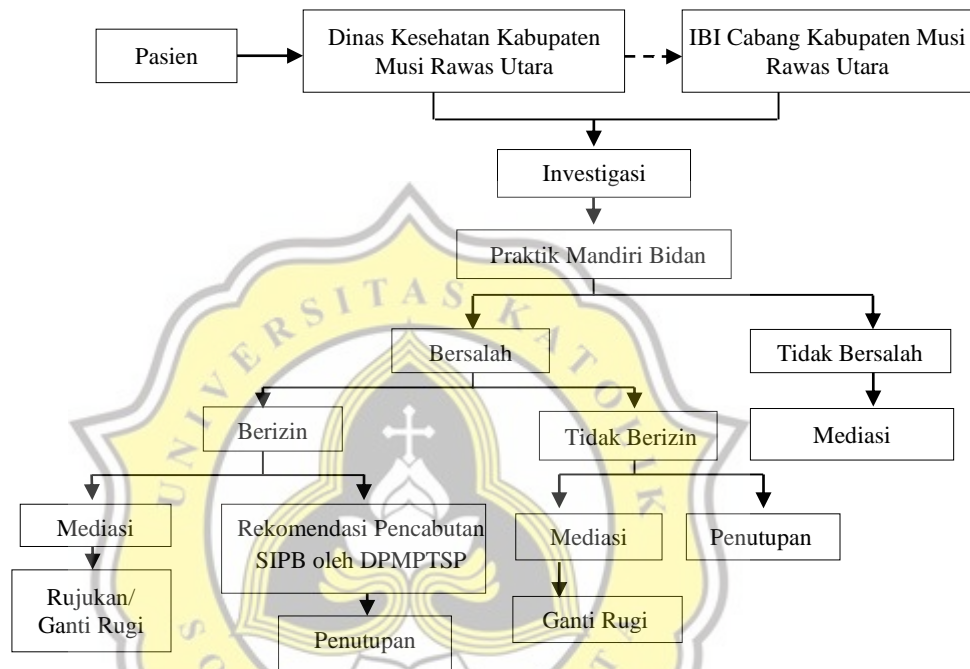 Pasien
Dinas Kesehatan Kabupaten
Musi Rawas Utara
IBI Cabang Kabupaten Musi
Rawas Utara
Investigasi
Praktik Mandiri Bidan
Bersalah
Tidak Bersalah
Berizin
Tidak Berizin
Mediasi
Mediasi
Rekomendasi Pencabutan
SIPB oleh DPMPTSP
Mediasi
Penutupan
Rujukan/
Ganti Rugi
Penutupan
Ganti Rugi
UNIVERSITAS KATOLIK